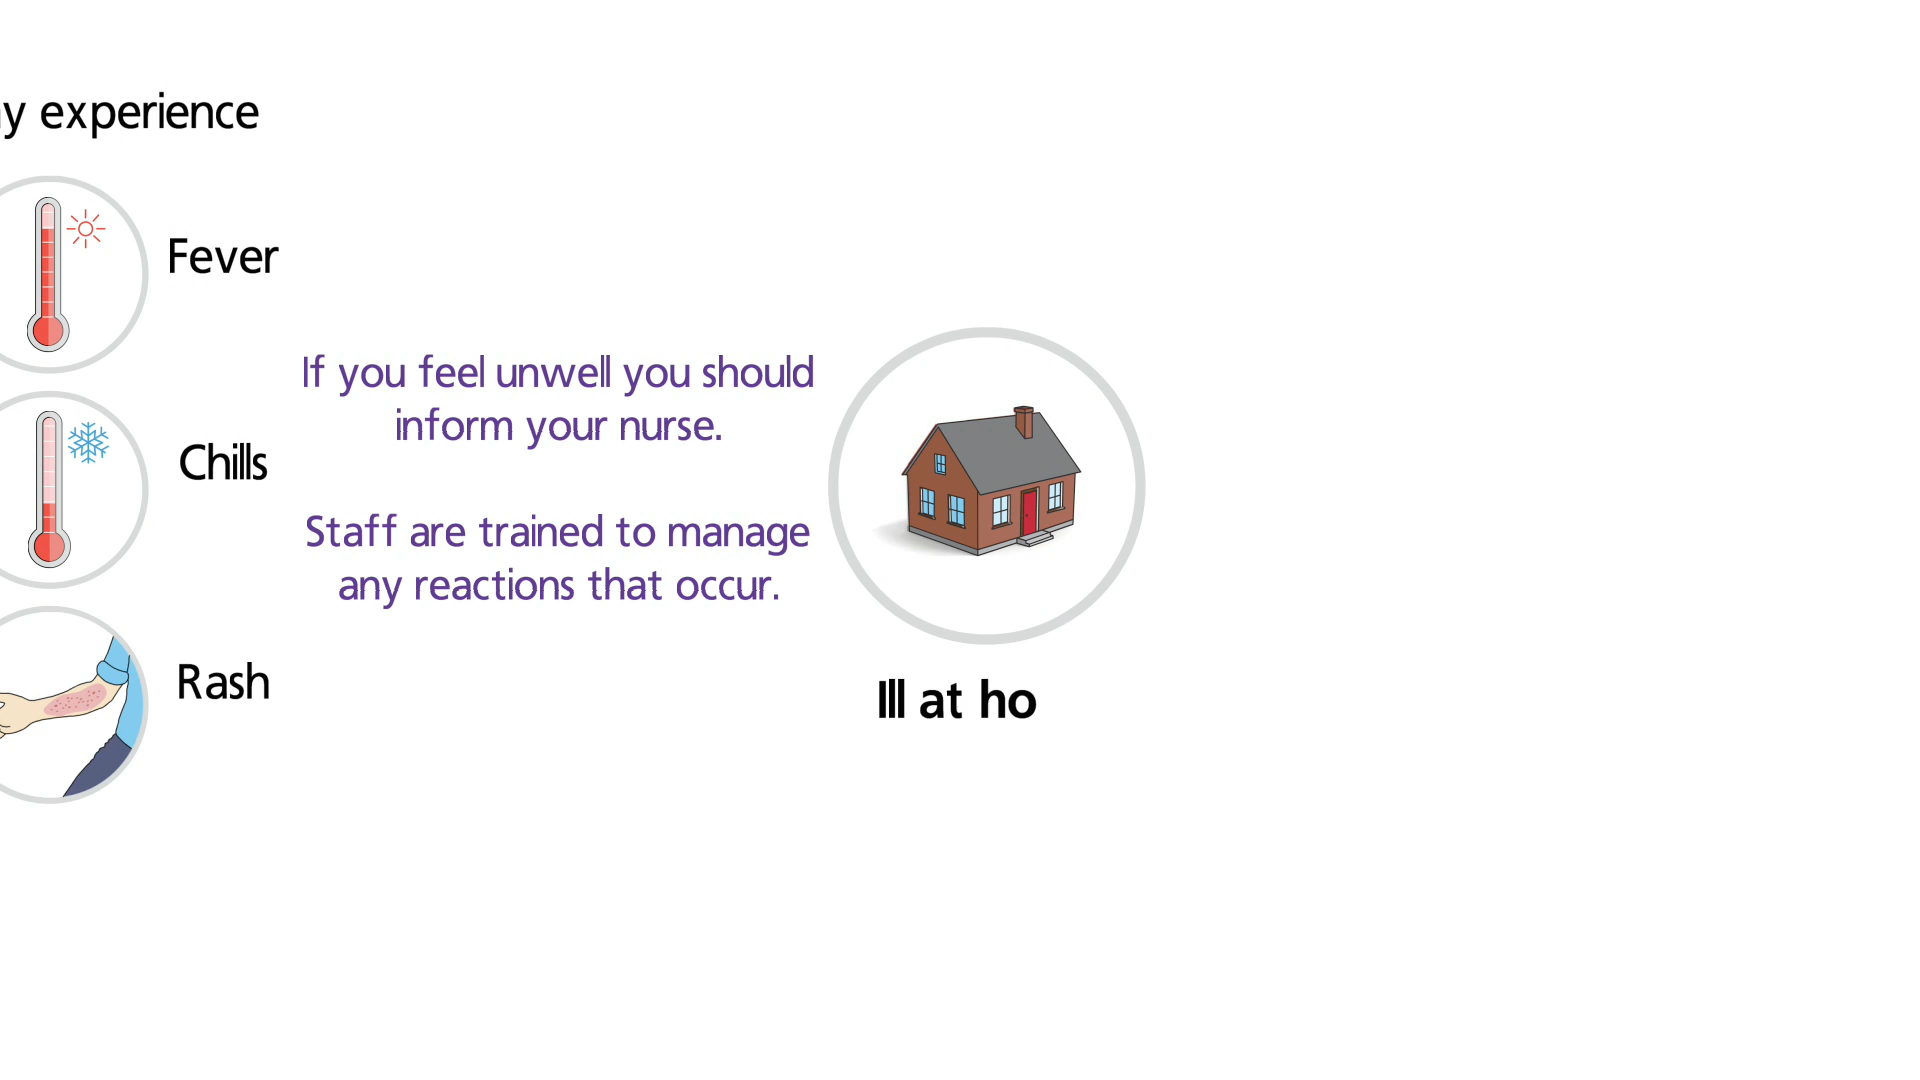 y experience
Fever
Chills
Rash
If you feel unwell you should
inform your nurse.
Staff are trained to manage
any reactions that occur.
Ill at ho